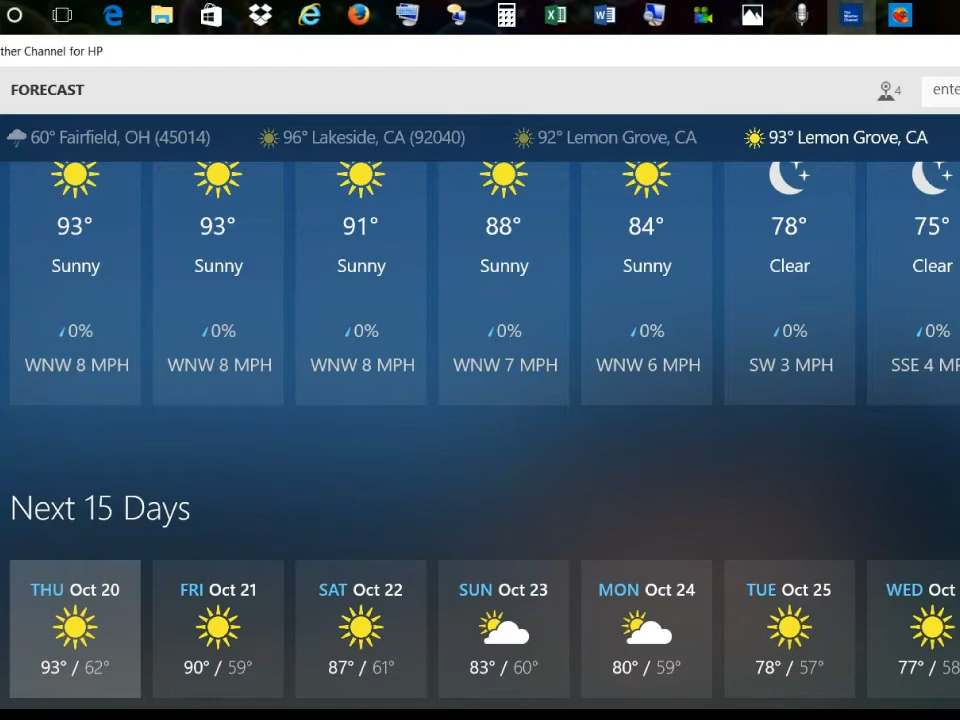 ther Channel for HP
FORECAST
4
ente
60° Fairfield, OH (45014) 96° Lakeside, CA (92040) 92° Lemon Grove, CA 93° Lemon Grove, CA
93° 93° 91° 88° 84° 78° 75°
Sunny Sunny Sunny Sunny Sunny Clear Clear
0% 0% 0% 0% 0% 0% 0%
WNW 8 MPH WNW 8 MPH WNW 8 MPH WNW 7 MPH WNW 6 MPH SW 3 MPH SSE 4 MP
Next 15 Days
THU Oct 20 FRI Oct 21 SAT Oct 22 SUN Oct 23 MON Oct 24 TUE Oct 25 WED Oct
93° / 62° 90° / 59° 87° / 61° 83° / 60° 80° / 59° 78° / 57° 77° / 58